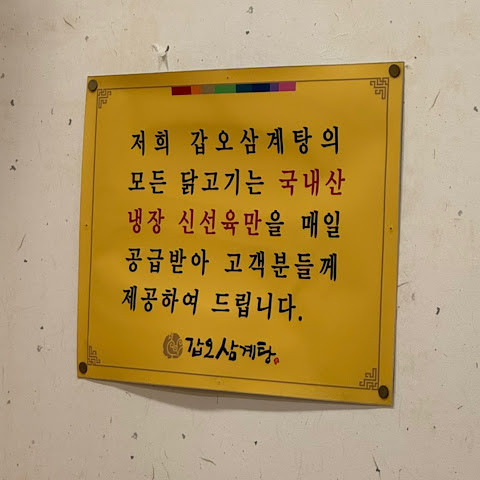 저희 갑오삼계탕의
모든 닭고기는 국내산
냉장 신선육만을 매일
공급받아 고객분들께
제공하여 드립니다.
갑오삼계탕